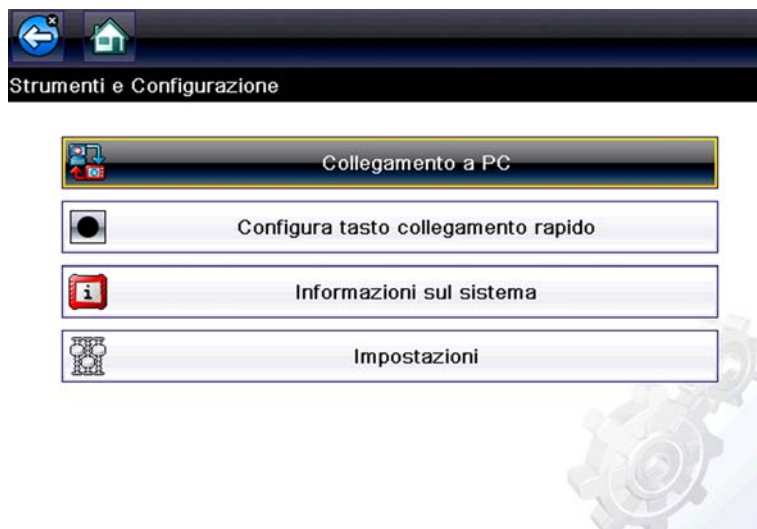 Strumenti e Configurazione
Collegamento a PC
Configura tasto collegamento rapido
Informazioni sul sistema
Impostazioni